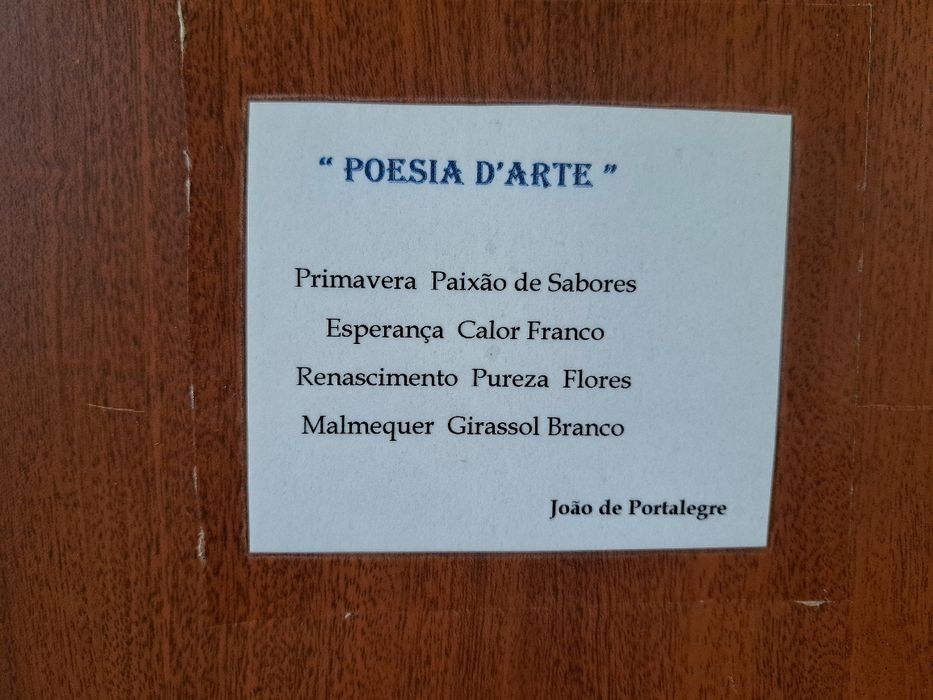 “ POESIA D’ARTE ”
Primavera Paixão de Sabores
Esperança Calor Franco
Renascimento Pureza Flores
Malmequer Girassol Branco
João de Portalegre